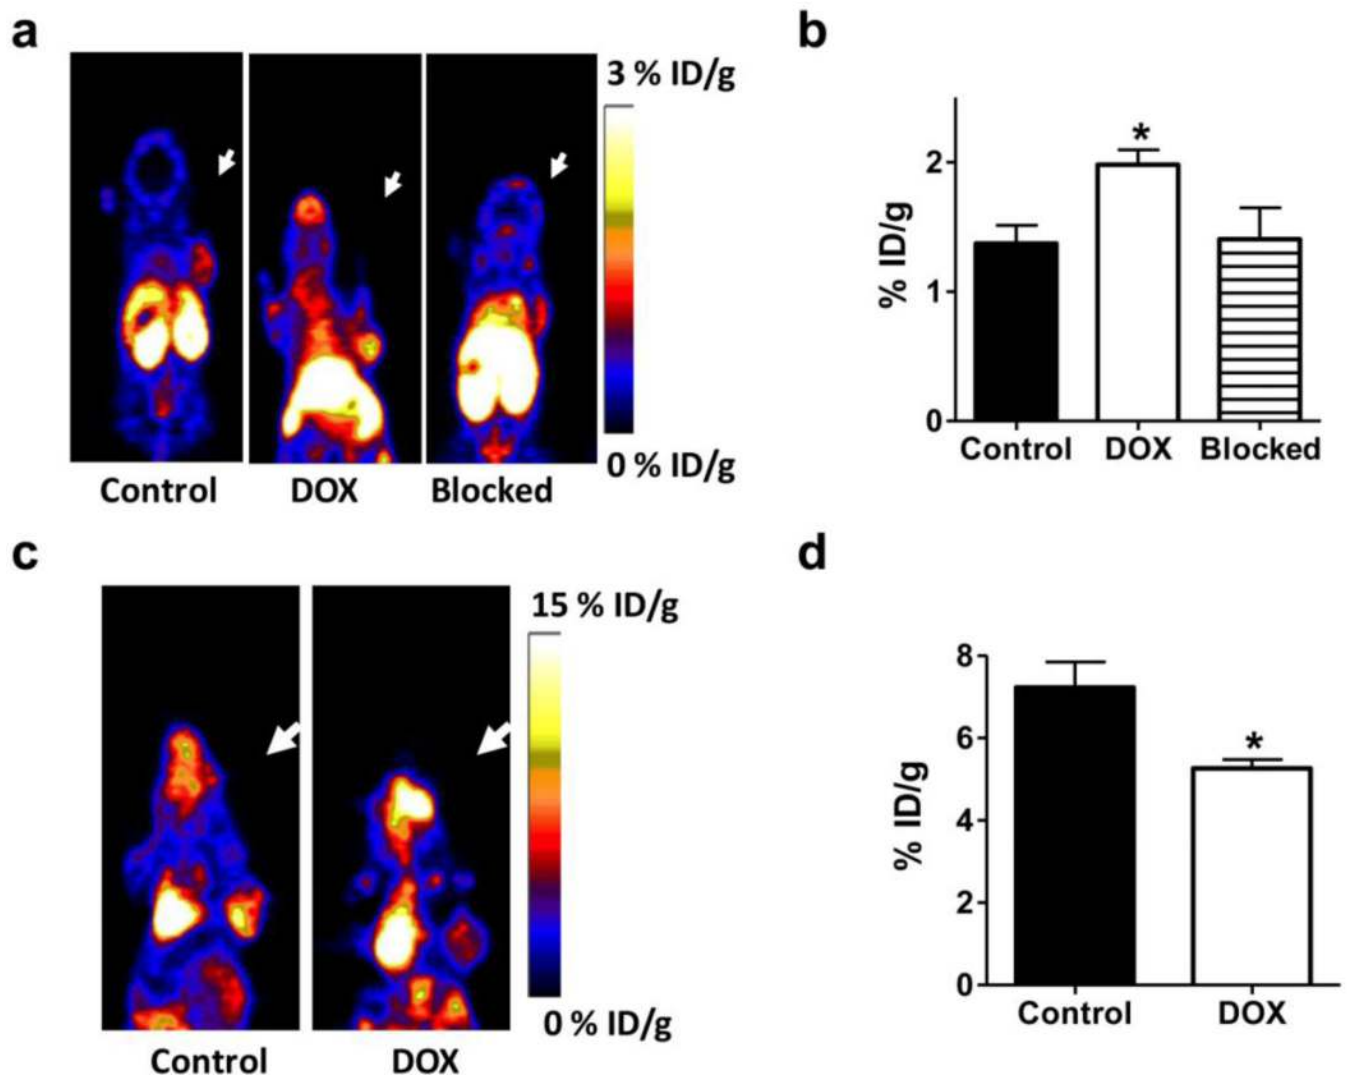 a
3 % ID/g
0 % ID/g
Control
DOX
Blocked
b
% ID/g
2
1
0
*
Control
DOX
Blocked
c
15 % ID/g
0 % ID/g
Control
DOX
d
% ID/g
8
6
4
2
0
*
Control
DOX